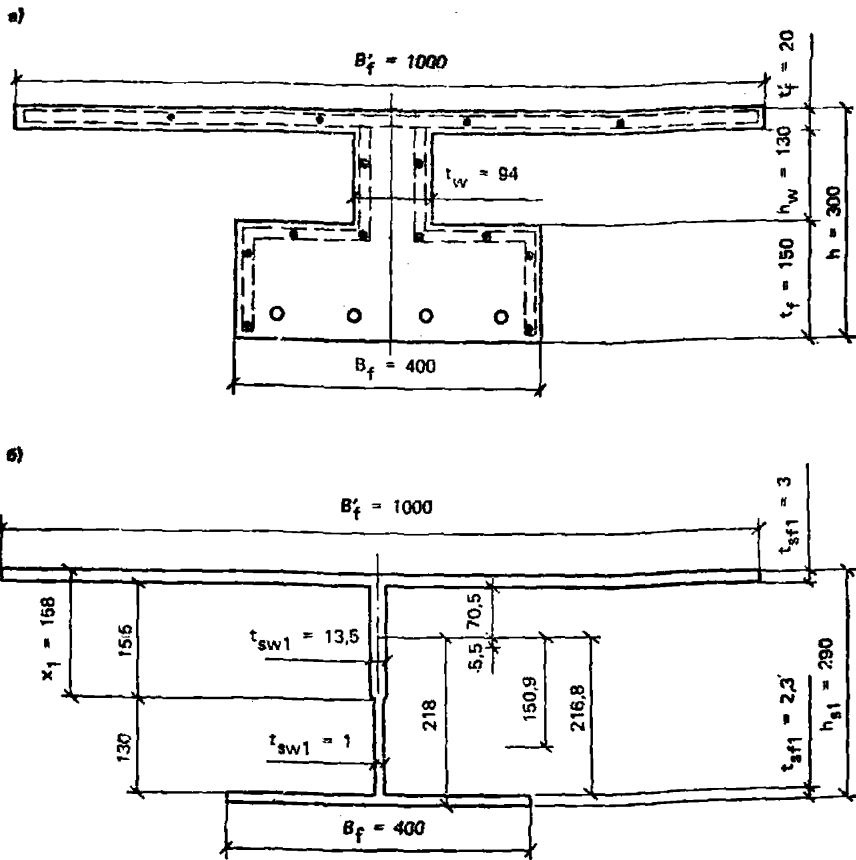 а)
B'f = 1000
t'f = 20
tw = 94
hw = 130
h = 300
tf = 150
Bf = 400
б)
B'f = 1000
tsf1 = 3
x1 = 158
155
tsw1 = 13,5
70,5
5,5
218
150,9
216,8
hs1 = 290
130
tsw1 = 1
tsf1 = 2,3
Bf = 400